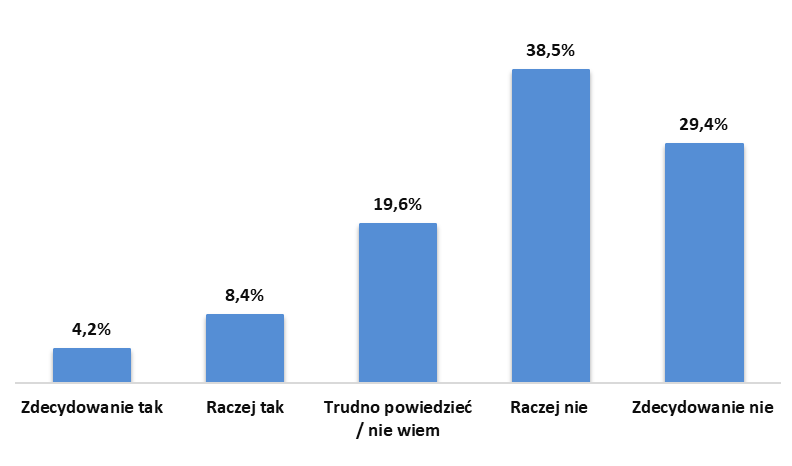 38,5%
29,4%
19,6%
8,4%
4,2%
Zdecydowanie tak
Raczej tak
Trudno powiedzieć
/ nie wiem
Raczej nie
Zdecydowanie nie